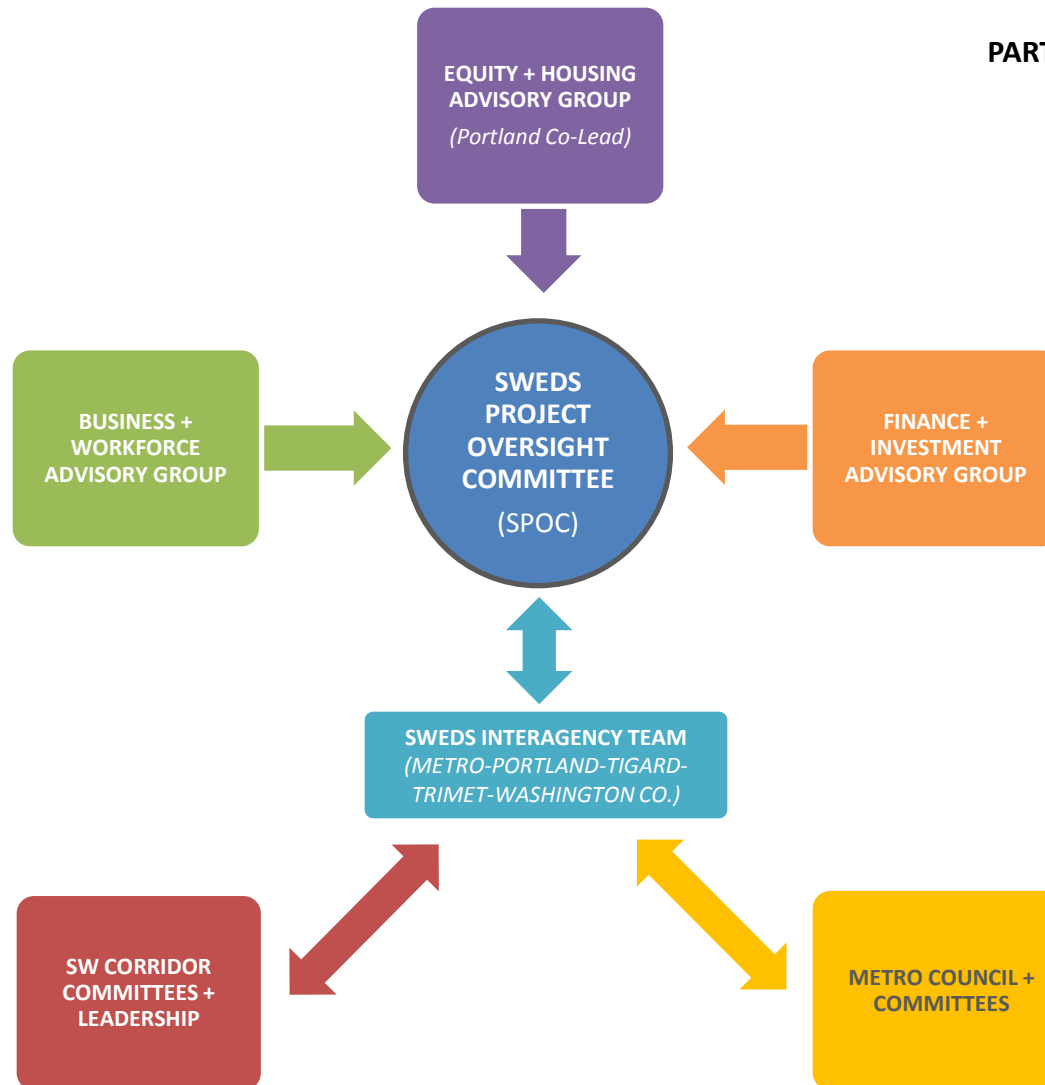 PART
EQUITY + HOUSING
ADVISORY GROUP
(Portland Co-Lead)
BUSINESS +
WORKFORCE
ADVISORY GROUP
SWEDS
PROJECT
OVERSIGHT
COMMITTEE
(SPOC)
FINANCE +
INVESTMENT
ADVISORY GROUP
SWEDS INTERAGENCY TEAM
(METRO-PORTLAND-TIGARD-
TRIMET-WASHINGTON CO.)
SW CORRIDOR
COMMITTEES +
LEADERSHIP
METRO COUNCIL +
COMMITTEES